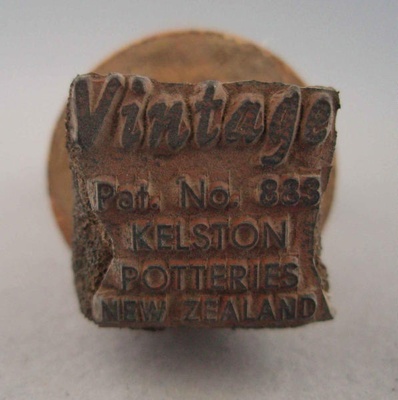 Vintage
Pat. No. 833
KELSTON
POTTERIES
NEW ZEALAND